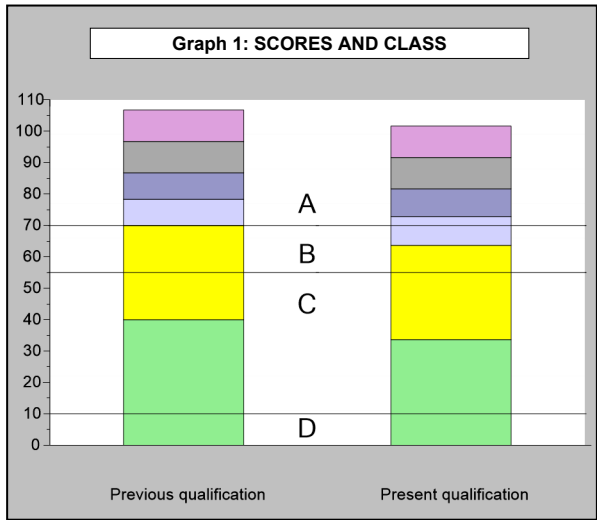 Graph 1: SCORES AND CLASS
110
100
90
80
70
60
50
40
30
20
10
0
A
B
C
D
Previous qualification
Present qualification